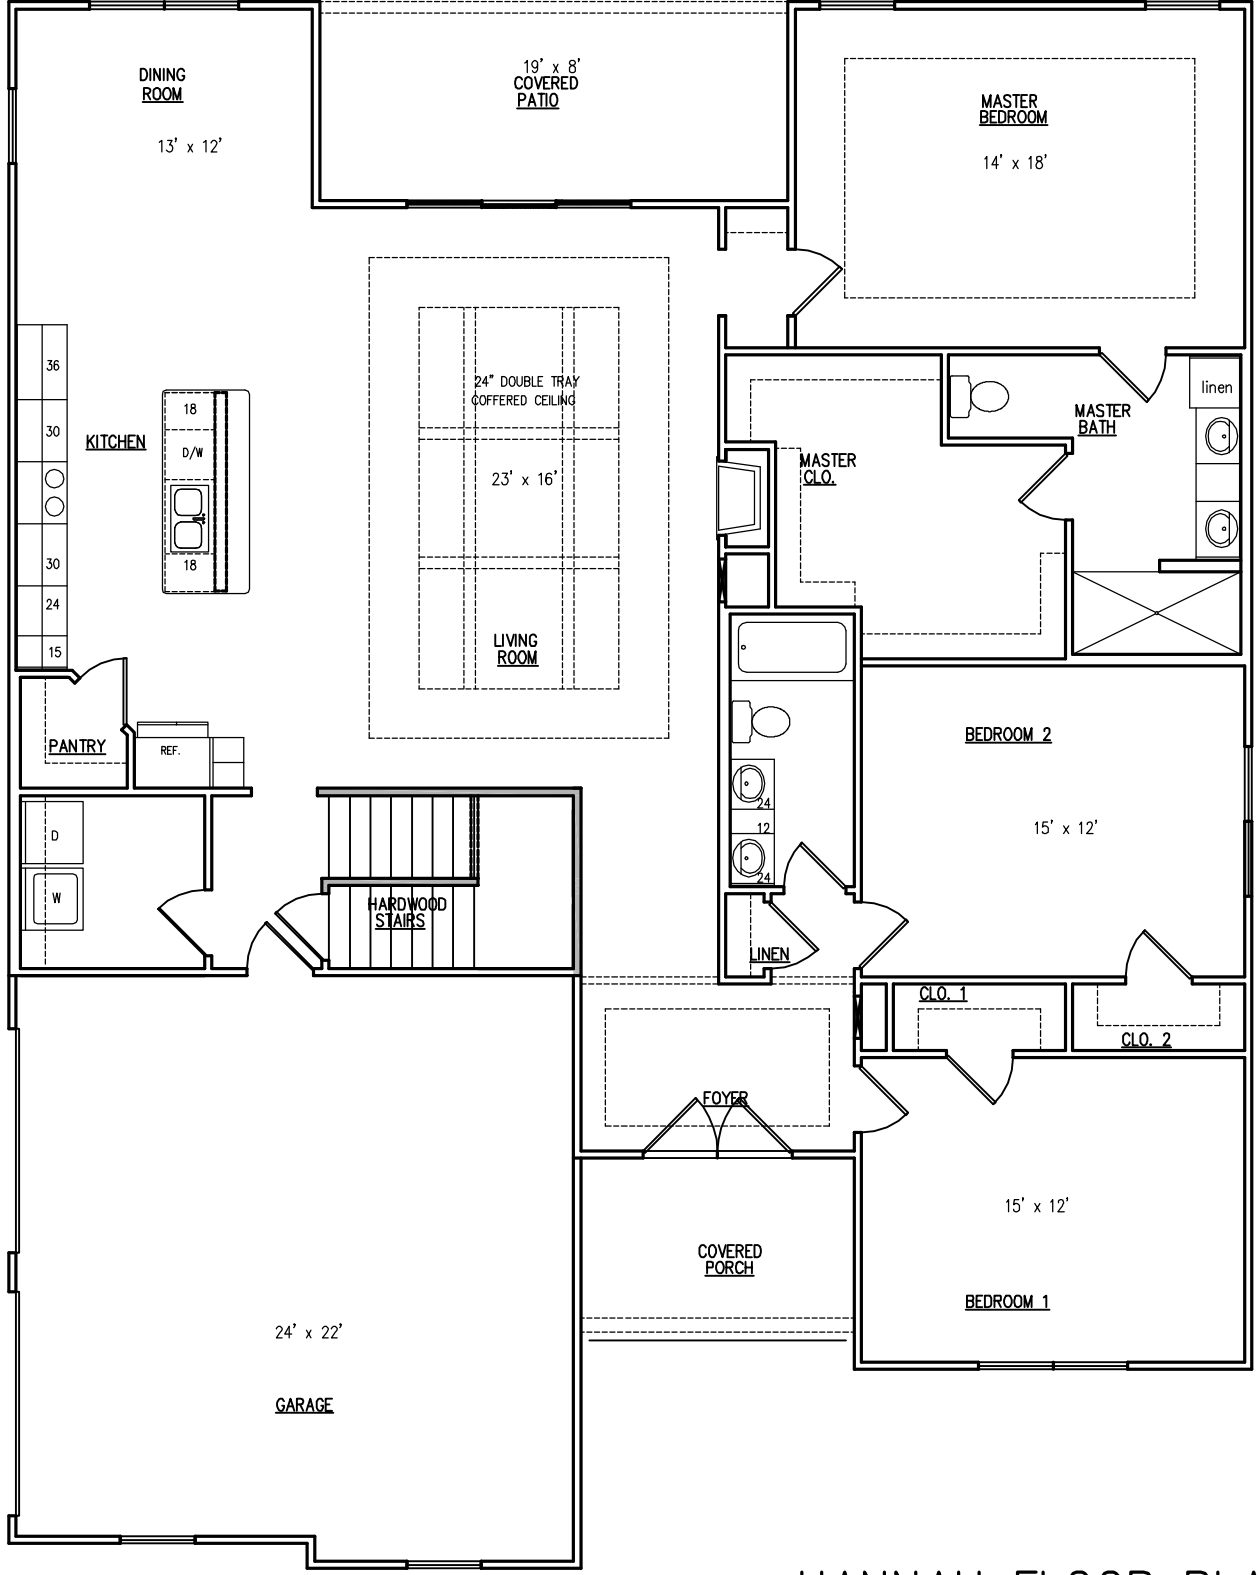 DINING
ROOM
13' x 12'
19' x 8'
COVERED
PATIO
MASTER
BEDROOM
14' x 18'
36
30
30
24
15
KITCHEN
18
D/W
18
24" DOUBLE TRAY
COFFERED CEILING
23' x 16'
LIVING
ROOM
MASTER
CLO.
MASTER
BATH
linen
PANTRY
REF.
BEDROOM 2
15' x 12'
24
12
24
D
W
HARDWOOD
STAIRS
LINEN
CLO. 1
CLO. 2
FOYER
COVERED
PORCH
15' x 12'
BEDROOM 1
24' x 22'
GARAGE
HANNAH FLOOR PLA